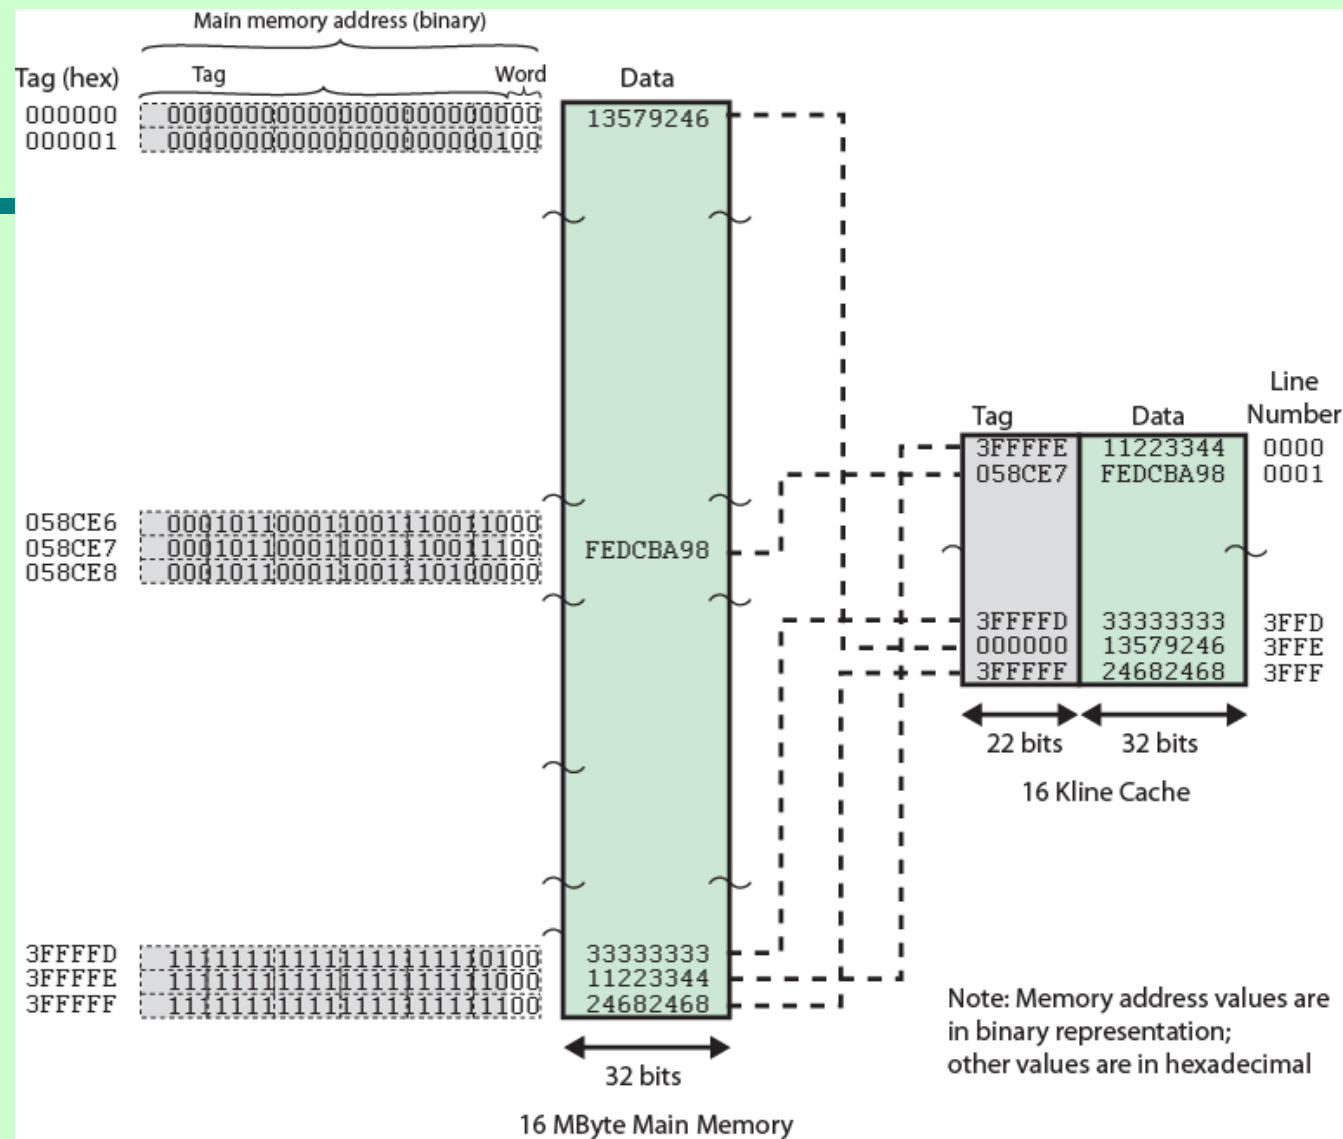 Main memory address (binary)
Tag (hex) Tag Word Data
000000 000000000000000000000000 13579246
000001 000000000000000000000100
Line
Tag Data Number
3FFFFE 11223344 0000
058CE7 FEDCBA98 0001
058CE6 000101100011001110011000
058CE7 000101100011001110011100 FEDCBA98
058CE8 000101100011001110100000
3FFFFD 33333333 3FFD
000000 13579246 3FFE
3FFFFF 24682468 3FFF
22 bits 32 bits
16 Kline Cache
3FFFFD 111111111111111111110100 33333333
3FFFFE 111111111111111111111000 11223344
3FFFFF 111111111111111111111100 24682468
Note: Memory address values are
in binary representation;
other values are in hexadecimal
32 bits
16 MByte Main Memory